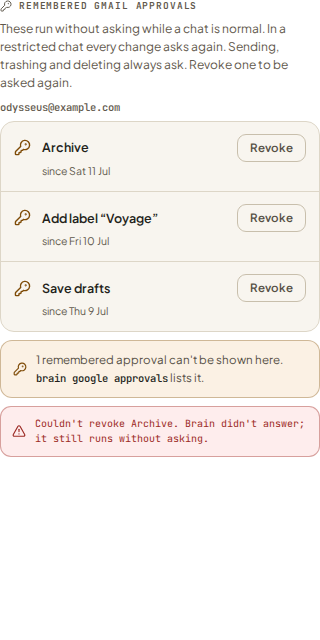 REMEMBERED GMAIL APPROVALS
These run without asking while a chat is normal. In a
restricted chat every change asks again. Sending,
trashing and deleting always ask. Revoke one to be
asked again.
odysseus@example.com
Archive
Revoke
since Sat 11 Jul
Add label “Voyage”
Revoke
since Fri 10 Jul
Save drafts
Revoke
since Thu 9 Jul
1 remembered approval can't be shown here.
brain google approvals lists it.
Couldn't revoke Archive. Brain didn't answer;
it still runs without asking.